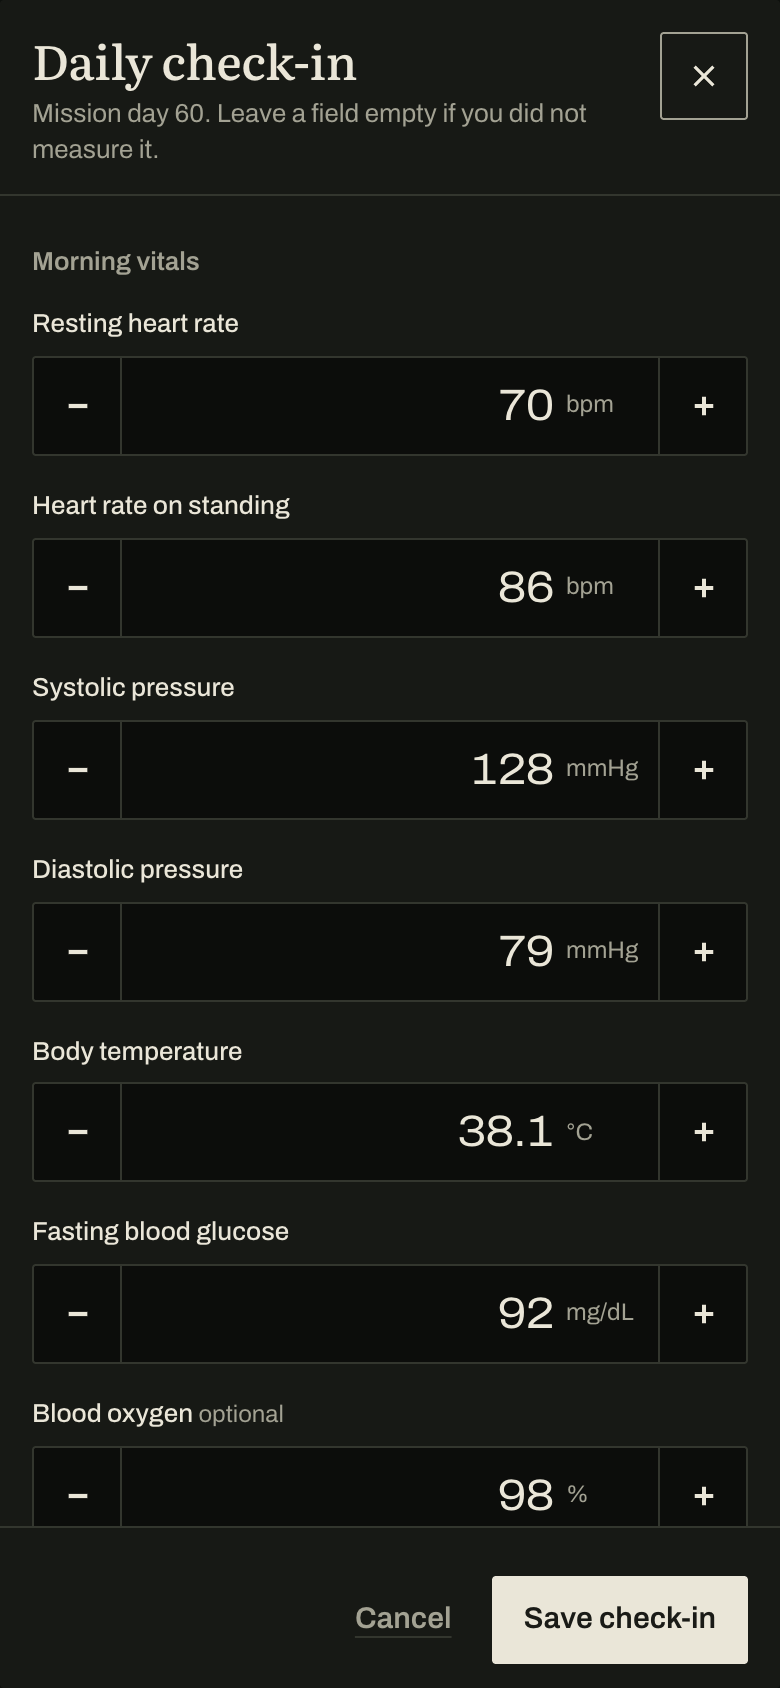 Daily check-in
×
Mission day 60. Leave a field empty if you did not
measure it.
Morning vitals
Resting heart rate
− 70 bpm +
Heart rate on standing
− 86 bpm +
Systolic pressure
− 128 mmHg +
Diastolic pressure
− 79 mmHg +
Body temperature
− 38.1 °C +
Fasting blood glucose
− 92 mg/dL +
Blood oxygen optional
− 98 % +
Cancel Save check-in